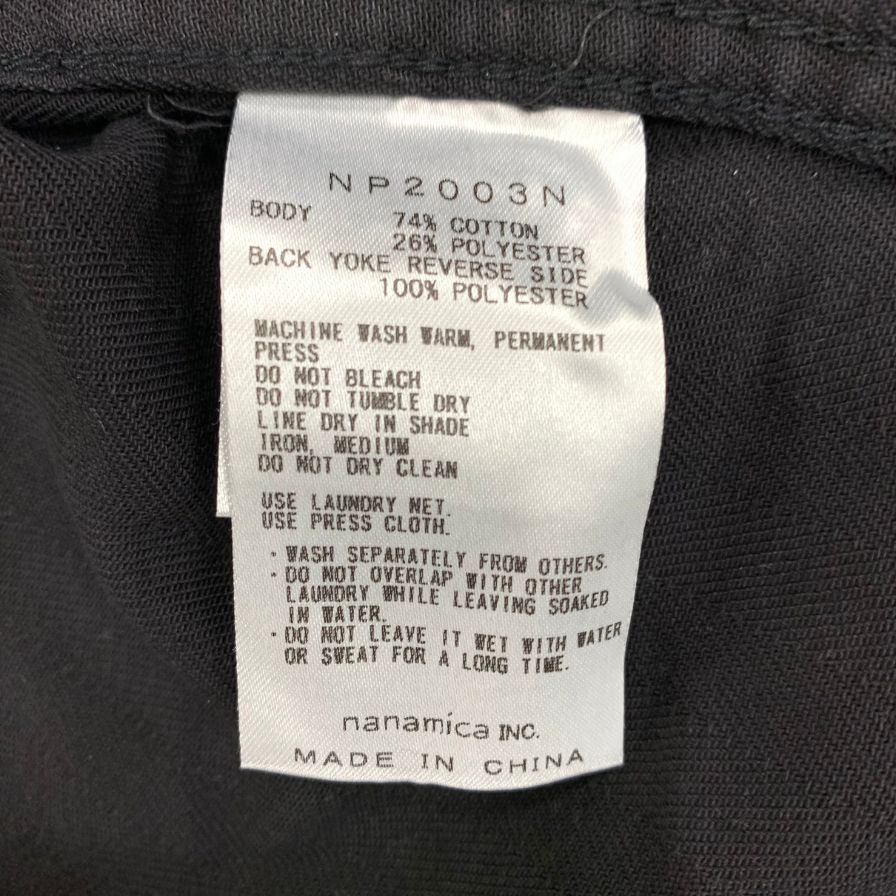 NP2003N
BODY 74% COTTON
26% POLYESTER
BACK YOKE REVERSE SIDE
100% POLYESTER
MACHINE WASH WARM, PERMANENT
PRESS
DO NOT BLEACH
DO NOT TUMBLE DRY
LINE DRY IN SHADE
IRON, MEDIUM
DO NOT DRY CLEAN
USE LAUNDRY NET.
USE PRESS CLOTH.
・WASH SEPARATELY FROM OTHERS.
・DO NOT OVERLAP WITH OTHER
LAUNDRY WHILE LEAVING SOAKED
IN WATER.
・DO NOT LEAVE IT WET WITH WATER
OR SWEAT FOR A LONG TIME.
nanamica INC.
MADE IN CHINA